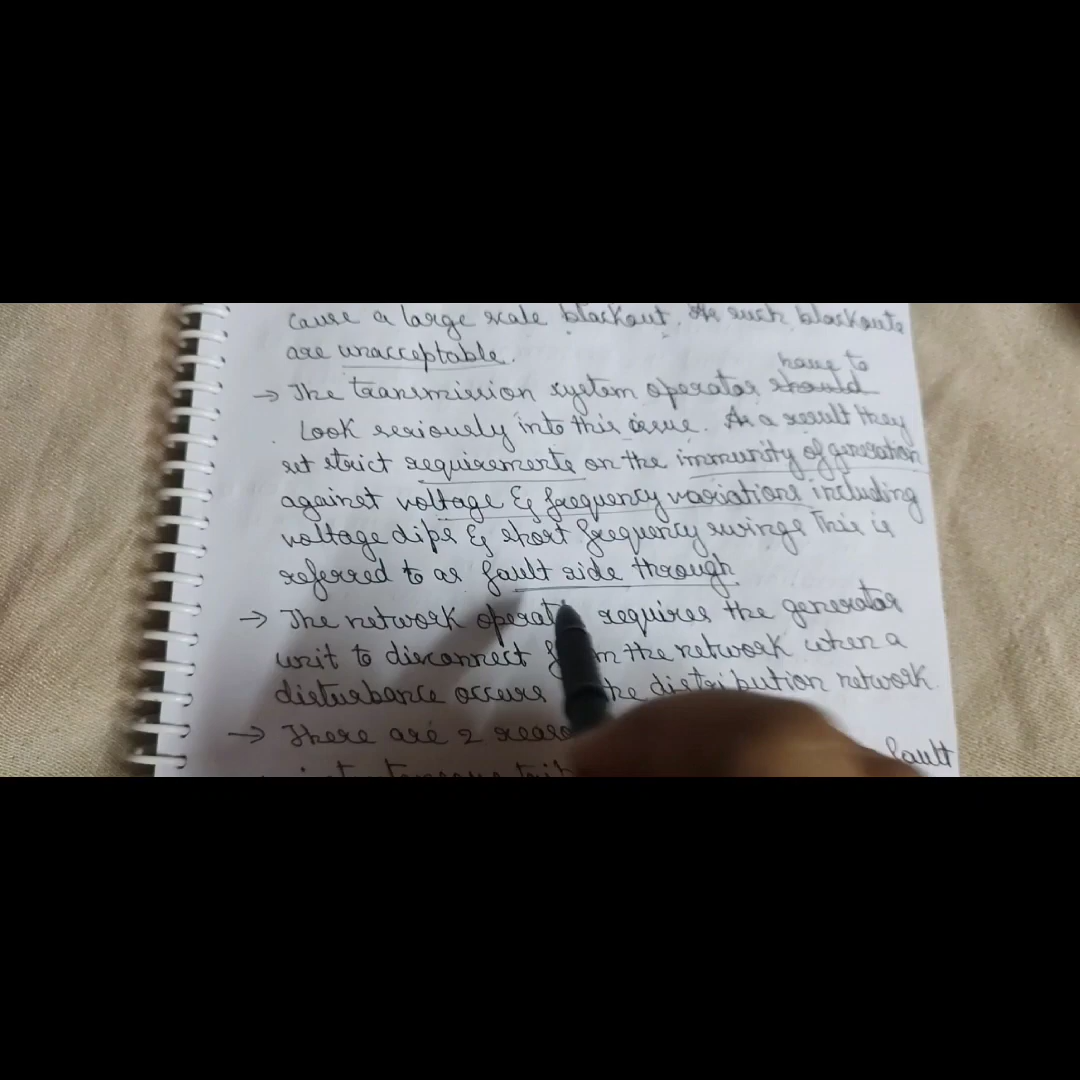 cause a large scale blackout. As such blackouts
are unacceptable.
have to
→ The transmission system operator should
Look seriously into this issue. As a result they
set strict requirements on the immunity of generation
against voltage & frequency variations including
voltage dips & short frequency swings This is
referred to as fault ride through.
→ The network operat requires the generator
unit to disconnect the network when a
disturbance occurs the distribution network.
→ There are 2
fault